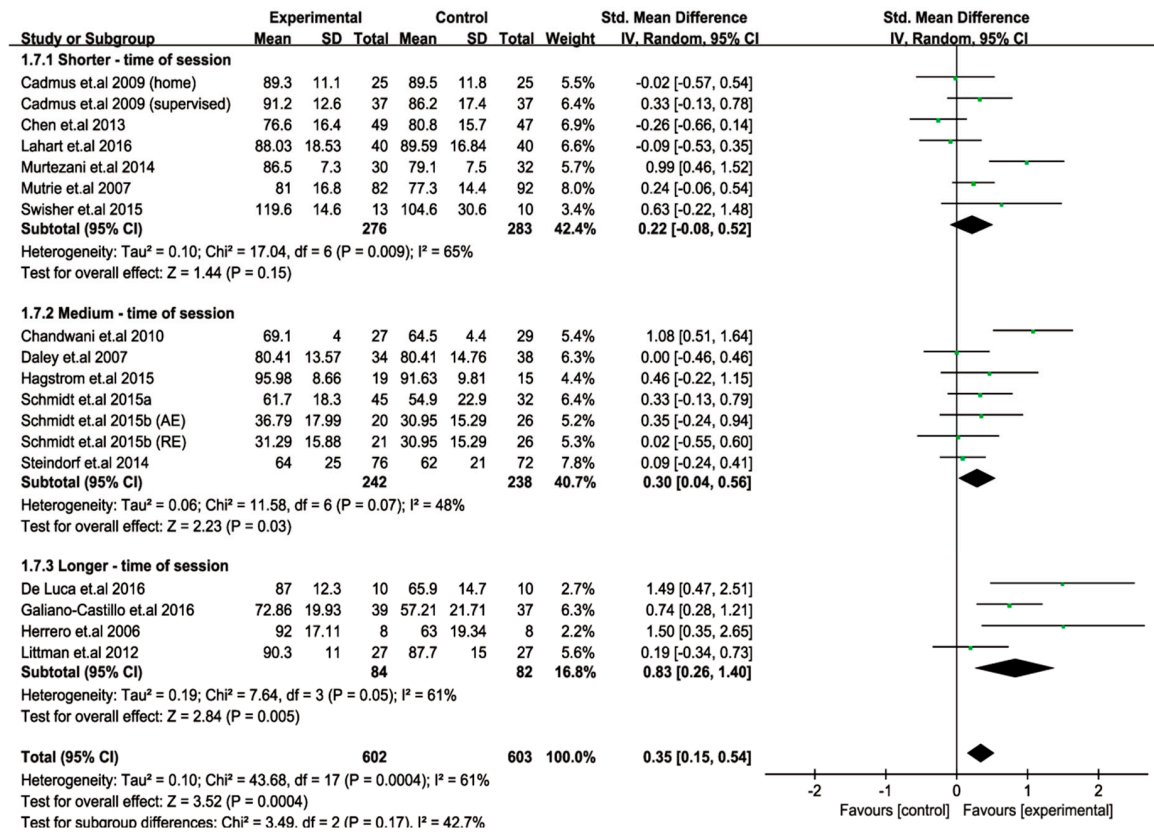 Experimental Control Std. Mean Difference Std. Mean Difference
Study or Subgroup Mean SD Total Mean SD Total Weight IV, Random, 95% CI IV, Random, 95% CI
1.7.1 Shorter - time of session
Cadmus et.al 2009 (home) 89.3 11.1 25 89.5 11.8 25 5.5% -0.02 [-0.57, 0.54]
Cadmus et.al 2009 (supervised) 91.2 12.6 37 86.2 17.4 37 6.4% 0.33 [-0.13, 0.78]
Chen et.al 2013 76.6 16.4 49 80.8 15.7 47 6.9% -0.26 [-0.66, 0.14]
Lahart et.al 2016 88.03 18.53 40 89.59 16.84 40 6.6% -0.09 [-0.53, 0.35]
Murtezani et.al 2014 86.5 7.3 30 79.1 7.5 32 5.7% 0.99 [0.46, 1.52]
Mutrie et.al 2007 81 16.8 82 77.3 14.4 92 8.0% 0.24 [-0.06, 0.54]
Swisher et.al 2015 119.6 14.6 13 104.6 30.6 10 3.4% 0.63 [-0.22, 1.48]
Subtotal (95% CI) 276 283 42.4% 0.22 [-0.08, 0.52]
Heterogeneity: Tau² = 0.10; Chi² = 17.04, df = 6 (P = 0.009); I² = 65%
Test for overall effect: Z = 1.44 (P = 0.15)
1.7.2 Medium - time of session
Chandwani et.al 2010 69.1 4 27 64.5 4.4 29 5.4% 1.08 [0.51, 1.64]
Daley et.al 2007 80.41 13.57 34 80.41 14.76 38 6.3% 0.00 [-0.46, 0.46]
Hagstrom et.al 2015 95.98 8.66 19 91.63 9.81 15 4.4% 0.46 [-0.22, 1.15]
Schmidt et.al 2015a 61.7 18.3 45 54.9 22.9 32 6.4% 0.33 [-0.13, 0.79]
Schmidt et.al 2015b (AE) 36.79 17.99 20 30.95 15.29 26 5.2% 0.35 [-0.24, 0.94]
Schmidt et.al 2015b (RE) 31.29 15.88 21 30.95 15.29 26 5.3% 0.02 [-0.55, 0.60]
Steindorf et.al 2014 64 25 76 62 21 72 7.8% 0.09 [-0.24, 0.41]
Subtotal (95% CI) 242 238 40.7% 0.30 [0.04, 0.56]
Heterogeneity: Tau² = 0.06; Chi² = 11.58, df = 6 (P = 0.07); I² = 48%
Test for overall effect: Z = 2.23 (P = 0.03)
1.7.3 Longer - time of session
De Luca et.al 2016 87 12.3 10 65.9 14.7 10 2.7% 1.49 [0.47, 2.51]
Galiano-Castillo et.al 2016 72.86 19.93 39 57.21 21.71 37 6.3% 0.74 [0.28, 1.21]
Herrero et.al 2006 92 17.11 8 63 19.34 8 2.2% 1.50 [0.35, 2.65]
Littman et.al 2012 90.3 11 27 87.7 15 27 5.6% 0.19 [-0.34, 0.73]
Subtotal (95% CI) 84 82 16.8% 0.83 [0.26, 1.40]
Heterogeneity: Tau² = 0.19; Chi² = 7.64, df = 3 (P = 0.05); I² = 61%
Test for overall effect: Z = 2.84 (P = 0.005)
Total (95% CI) 602 603 100.0% 0.35 [0.15, 0.54]
Heterogeneity: Tau² = 0.10; Chi² = 43.68, df = 17 (P = 0.0004); I² = 61%
Test for overall effect: Z = 3.52 (P = 0.0004)
Test for subgroup differences: Chi² = 3.49, df = 2 (P = 0.17), I² = 42.7%
-2 -1 0 1 2
Favours [control] Favours [experimental]